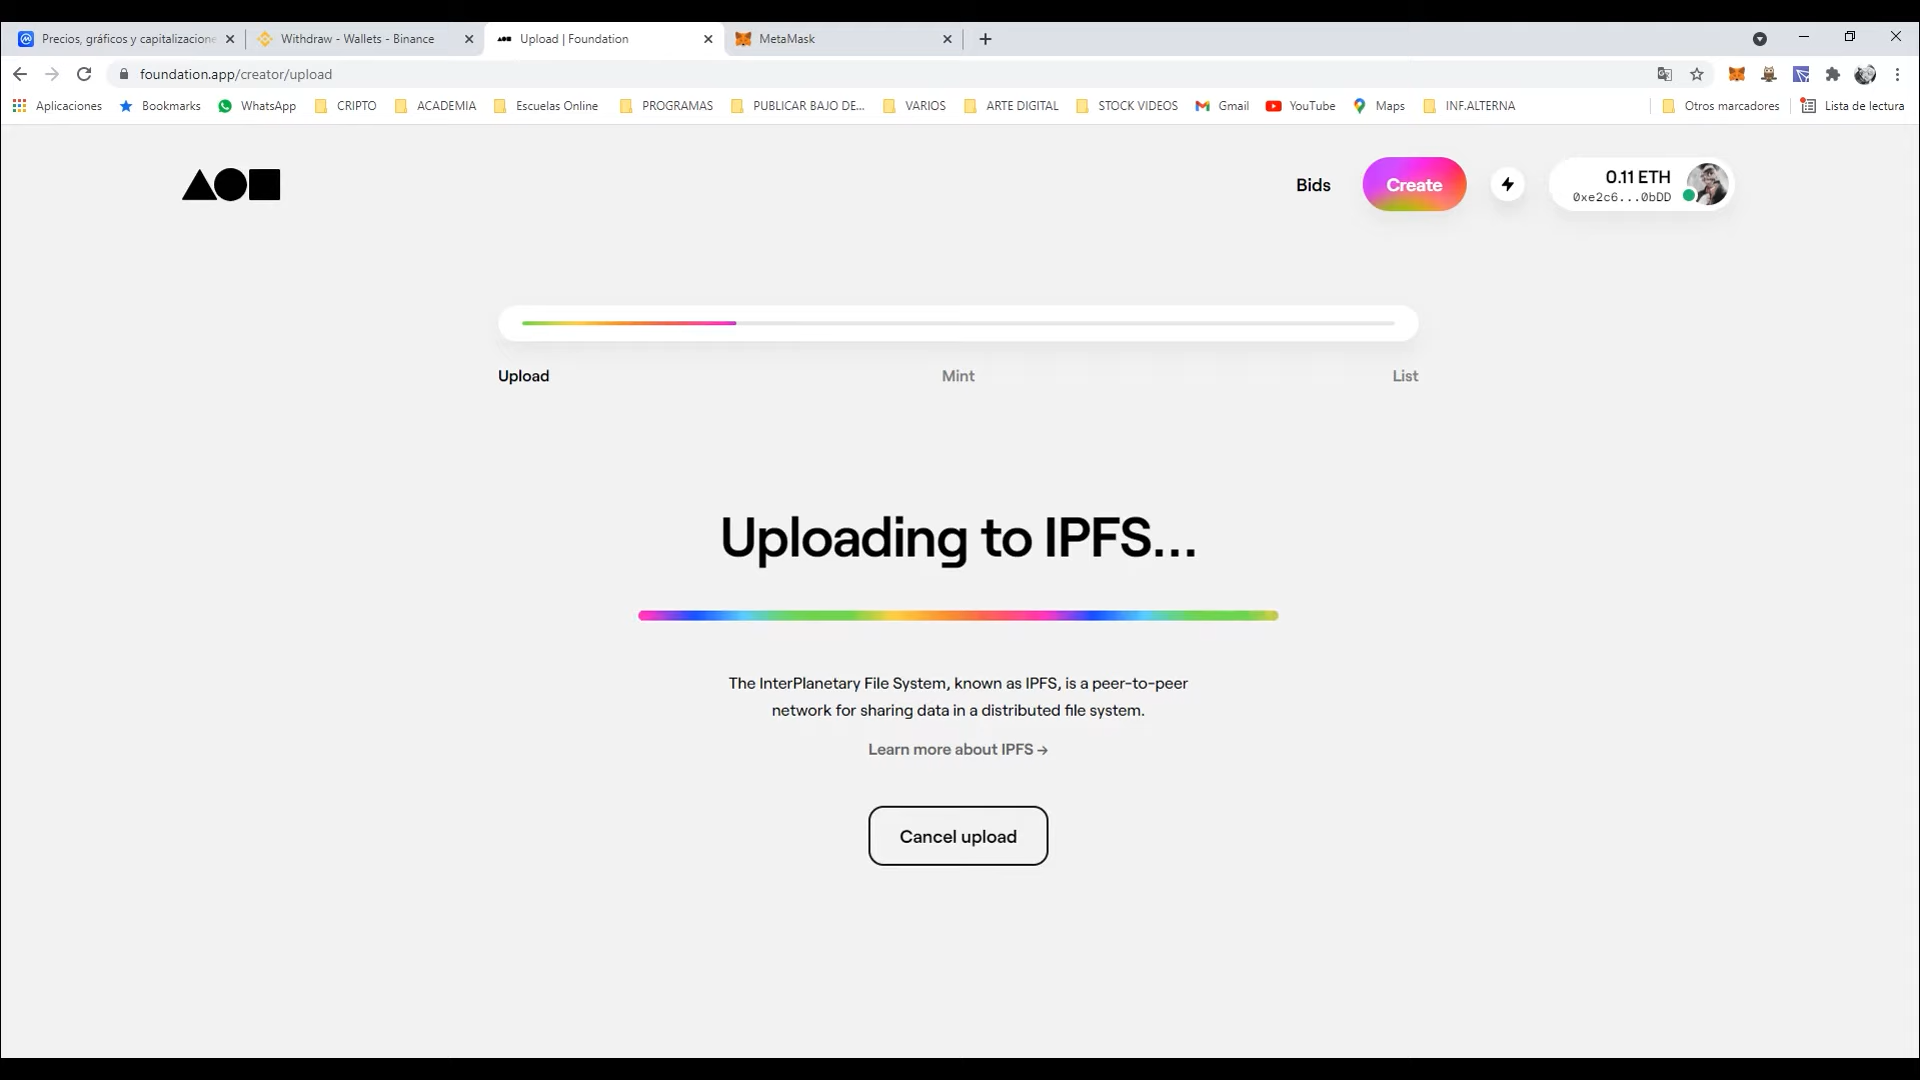 Precios, gráficos y capitalizacione
Withdraw - Wallets - Binance
Upload | Foundation
MetaMask
foundation.app/creator/upload
Aplicaciones
Bookmarks
WhatsApp
CRIPTO
ACADEMIA
Escuelas Online
PROGRAMAS
PUBLICAR BAJO DE...
VARIOS
ARTE DIGITAL
STOCK VIDEOS
Gmail
YouTube
Maps
INF.ALTERNA
Otros marcadores
Lista de lectura
Bids
Create
0.11 ETH
0xe2c6...0bDD
Upload
Mint
List
Uploading to IPFS...
The InterPlanetary File System, known as IPFS, is a peer-to-peer
network for sharing data in a distributed file system.
Learn more about IPFS →
Cancel upload